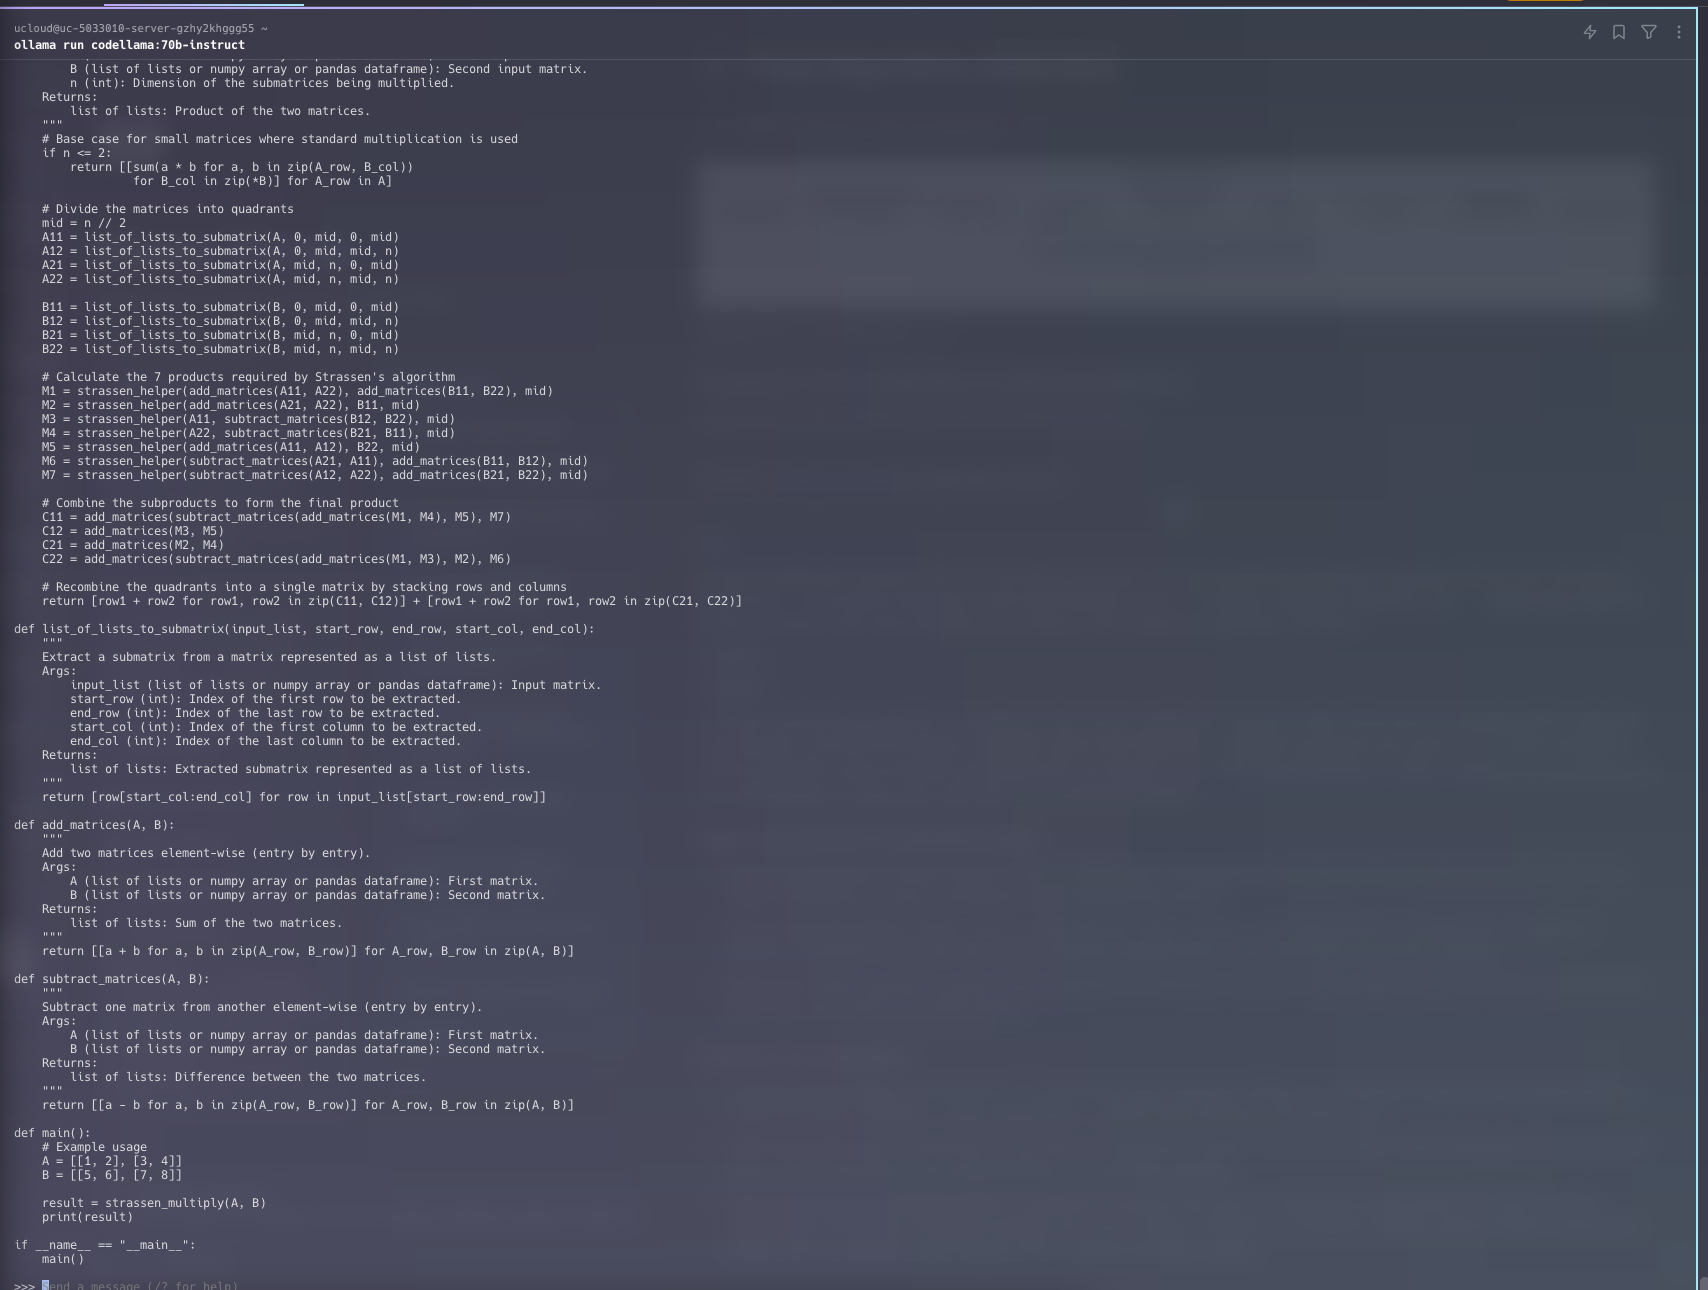 ucloud@uc-5033010-server-gzhy2khggg55 ~
ollama run codellama:70b-instruct
        B (list of lists or numpy array or pandas dataframe): Second input matrix.
        n (int): Dimension of the submatrices being multiplied.
    Returns:
        list of lists: Product of the two matrices.
    """
    # Base case for small matrices where standard multiplication is used
    if n <= 2:
        return [[sum(a * b for a, b in zip(A_row, B_col))
                 for B_col in zip(*B)] for A_row in A]

    # Divide the matrices into quadrants
    mid = n // 2
    A11 = list_of_lists_to_submatrix(A, 0, mid, 0, mid)
    A12 = list_of_lists_to_submatrix(A, 0, mid, mid, n)
    A21 = list_of_lists_to_submatrix(A, mid, n, 0, mid)
    A22 = list_of_lists_to_submatrix(A, mid, n, mid, n)

    B11 = list_of_lists_to_submatrix(B, 0, mid, 0, mid)
    B12 = list_of_lists_to_submatrix(B, 0, mid, mid, n)
    B21 = list_of_lists_to_submatrix(B, mid, n, 0, mid)
    B22 = list_of_lists_to_submatrix(B, mid, n, mid, n)

    # Calculate the 7 products required by Strassen's algorithm
    M1 = strassen_helper(add_matrices(A11, A22), add_matrices(B11, B22), mid)
    M2 = strassen_helper(add_matrices(A21, A22), B11, mid)
    M3 = strassen_helper(A11, subtract_matrices(B12, B22), mid)
    M4 = strassen_helper(A22, subtract_matrices(B21, B11), mid)
    M5 = strassen_helper(add_matrices(A11, A12), B22, mid)
    M6 = strassen_helper(subtract_matrices(A21, A11), add_matrices(B11, B12), mid)
    M7 = strassen_helper(subtract_matrices(A12, A22), add_matrices(B21, B22), mid)

    # Combine the subproducts to form the final product
    C11 = add_matrices(subtract_matrices(add_matrices(M1, M4), M5), M7)
    C12 = add_matrices(M3, M5)
    C21 = add_matrices(M2, M4)
    C22 = add_matrices(subtract_matrices(add_matrices(M1, M3), M2), M6)

    # Recombine the quadrants into a single matrix by stacking rows and columns
    return [row1 + row2 for row1, row2 in zip(C11, C12)] + [row1 + row2 for row1, row2 in zip(C21, C22)]

def list_of_lists_to_submatrix(input_list, start_row, end_row, start_col, end_col):
    """
    Extract a submatrix from a matrix represented as a list of lists.
    Args:
        input_list (list of lists or numpy array or pandas dataframe): Input matrix.
        start_row (int): Index of the first row to be extracted.
        end_row (int): Index of the last row to be extracted.
        start_col (int): Index of the first column to be extracted.
        end_col (int): Index of the last column to be extracted.
    Returns:
        list of lists: Extracted submatrix represented as a list of lists.
    """
    return [row[start_col:end_col] for row in input_list[start_row:end_row]]

def add_matrices(A, B):
    """
    Add two matrices element-wise (entry by entry).
    Args:
        A (list of lists or numpy array or pandas dataframe): First matrix.
        B (list of lists or numpy array or pandas dataframe): Second matrix.
    Returns:
        list of lists: Sum of the two matrices.
    """
    return [[a + b for a, b in zip(A_row, B_row)] for A_row, B_row in zip(A, B)]

def subtract_matrices(A, B):
    """
    Subtract one matrix from another element-wise (entry by entry).
    Args:
        A (list of lists or numpy array or pandas dataframe): First matrix.
        B (list of lists or numpy array or pandas dataframe): Second matrix.
    Returns:
        list of lists: Difference between the two matrices.
    """
    return [[a - b for a, b in zip(A_row, B_row)] for A_row, B_row in zip(A, B)]

def main():
    # Example usage
    A = [[1, 2], [3, 4]]
    B = [[5, 6], [7, 8]]

    result = strassen_multiply(A, B)
    print(result)

if __name__ == "__main__":
    main()

>>> Send a message (/? for help)